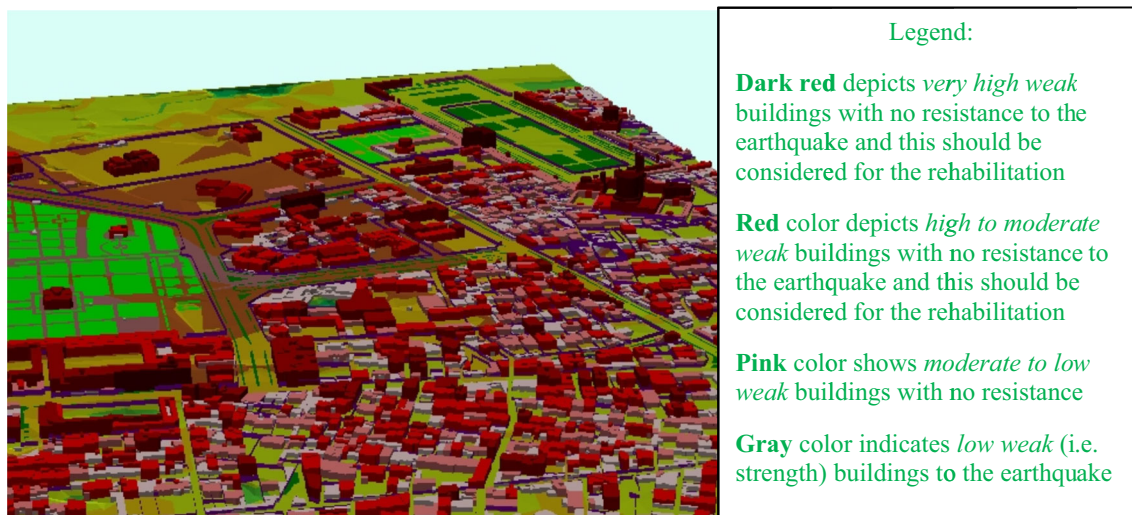 Legend:
Dark red depicts very high weak
buildings with no resistance to the
earthquake and this should be
considered for the rehabilitation
Red color depicts high to moderate
weak buildings with no resistance to
the earthquake and this should be
considered for the rehabilitation
Pink color shows moderate to low
weak buildings with no resistance
Gray color indicates low weak (i.e.
strength) buildings to the earthquake